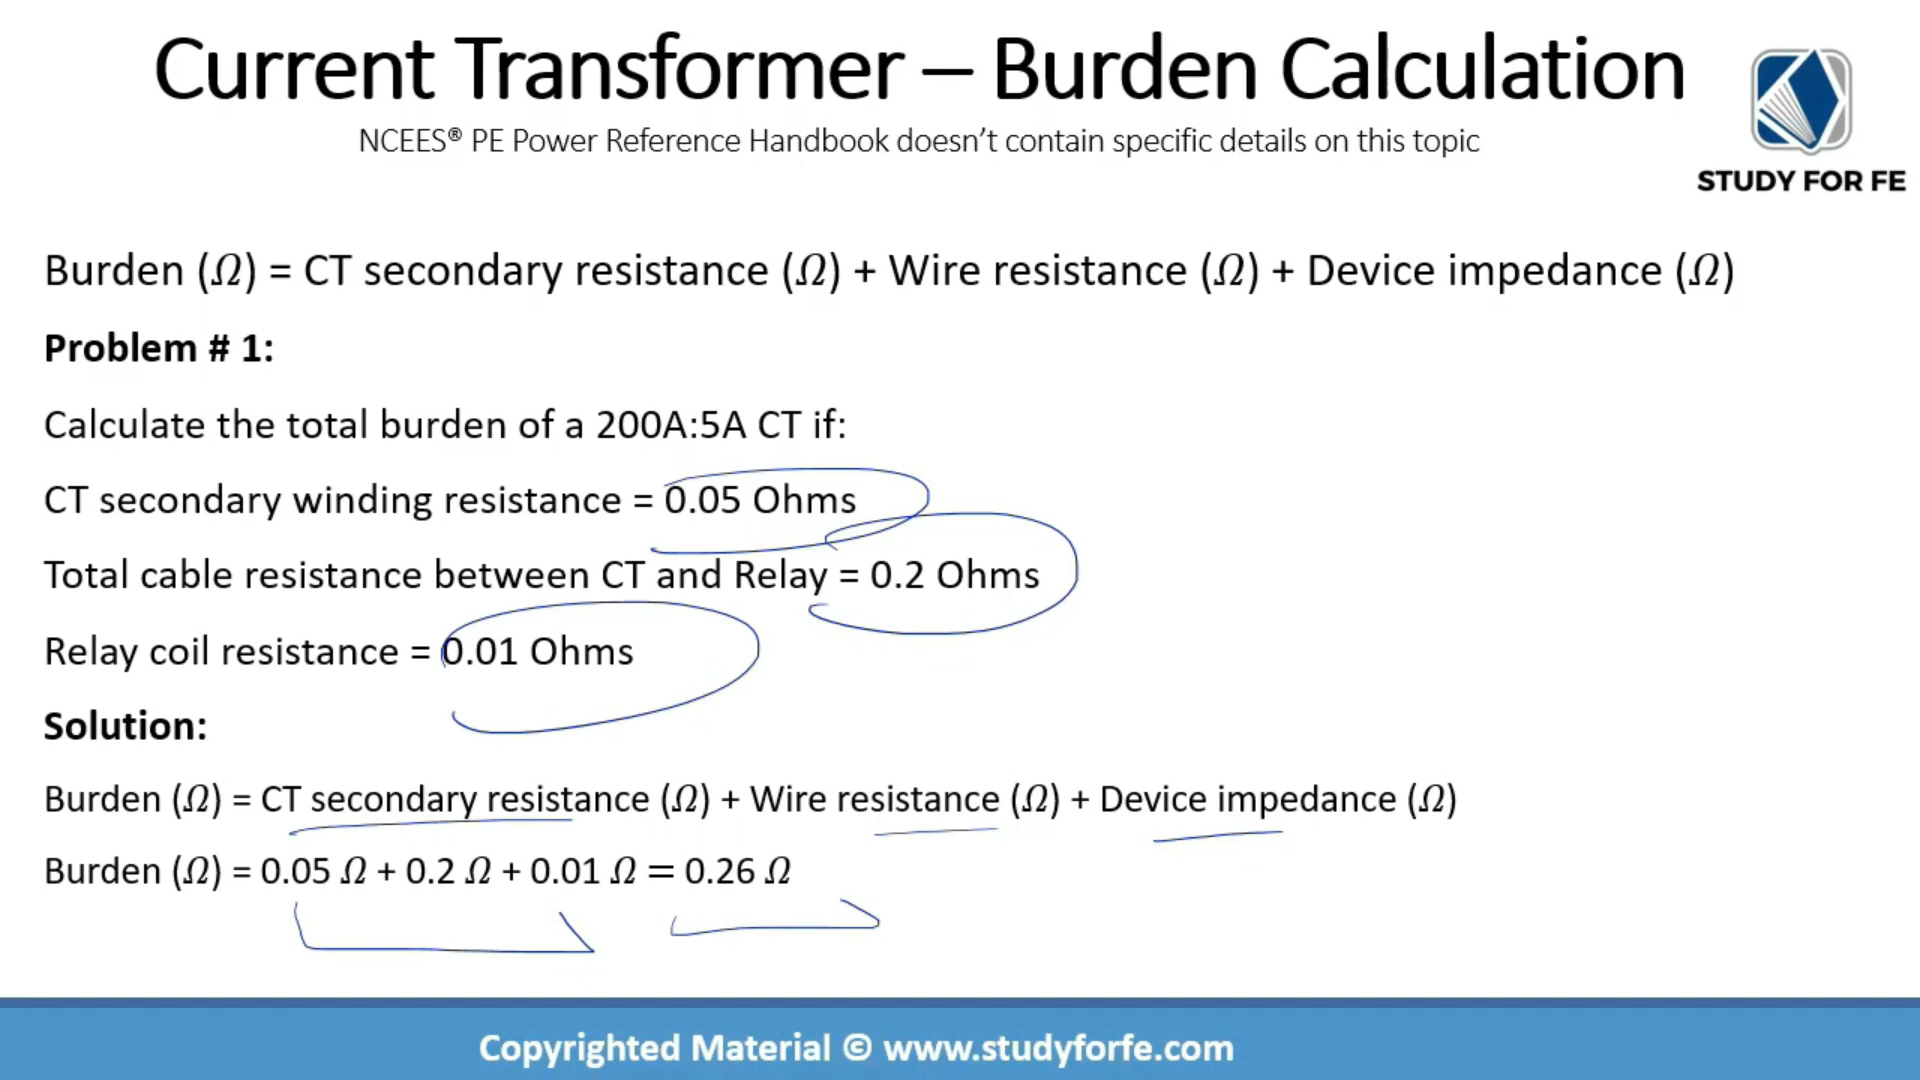 Current Transformer – Burden Calculation
NCEES® PE Power Reference Handbook doesn’t contain specific details on this topic
STUDY FOR FE
Burden (Ω) = CT secondary resistance (Ω) + Wire resistance (Ω) + Device impedance (Ω)
Problem # 1:
Calculate the total burden of a 200A:5A CT if:
CT secondary winding resistance = 0.05 Ohms
Total cable resistance between CT and Relay = 0.2 Ohms
Relay coil resistance = 0.01 Ohms
Solution:
Burden (Ω) = CT secondary resistance (Ω) + Wire resistance (Ω) + Device impedance (Ω)
Burden (Ω) = 0.05 Ω + 0.2 Ω + 0.01 Ω = 0.26 Ω
Copyrighted Material © www.studyforfe.com